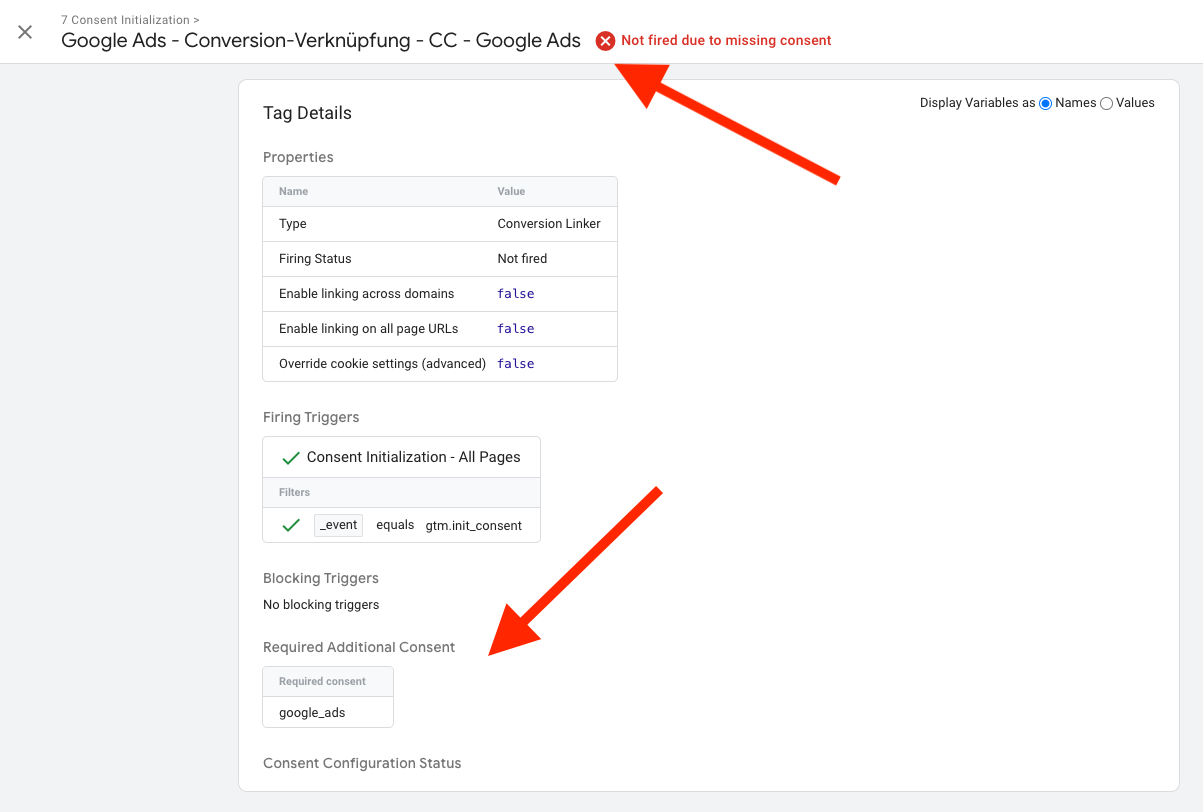 7 Consent Initialization >
Google Ads - Conversion-Verknüpfung - CC - Google Ads Not fired due to missing consent
Tag Details
Display Variables as Names Values
Properties
Name Value
Type Conversion Linker
Firing Status Not fired
Enable linking across domains false
Enable linking on all page URLs false
Override cookie settings (advanced) false
Firing Triggers
Consent Initialization - All Pages
Filters
_event equals gtm.init_consent
Blocking Triggers
No blocking triggers
Required Additional Consent
Required consent
google_ads
Consent Configuration Status